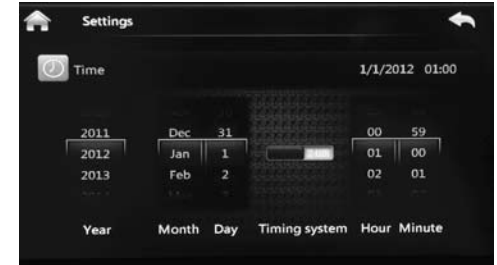 Settings
Time 1/1/2012 01:00
2011 Dec 31 00 59
2012 Jan 1 01 00
2013 Feb 2 02 01
Year Month Day Timing system Hour Minute